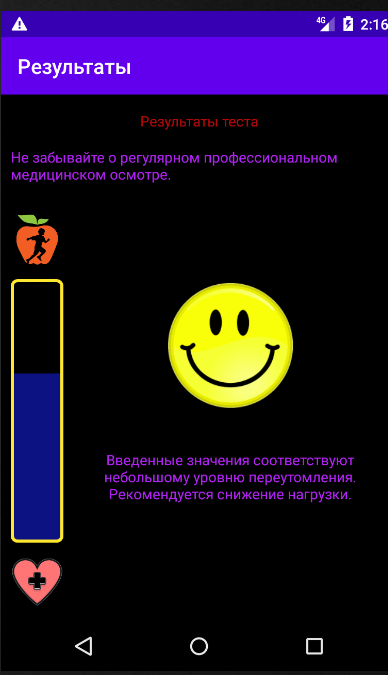 4G 2:16
Результаты
Результаты теста
Не забывайте о регулярном профессиональном
медицинском осмотре.
Введенные значения соответствуют
небольшому уровню переутомления.
Рекомендуется снижение нагрузки.